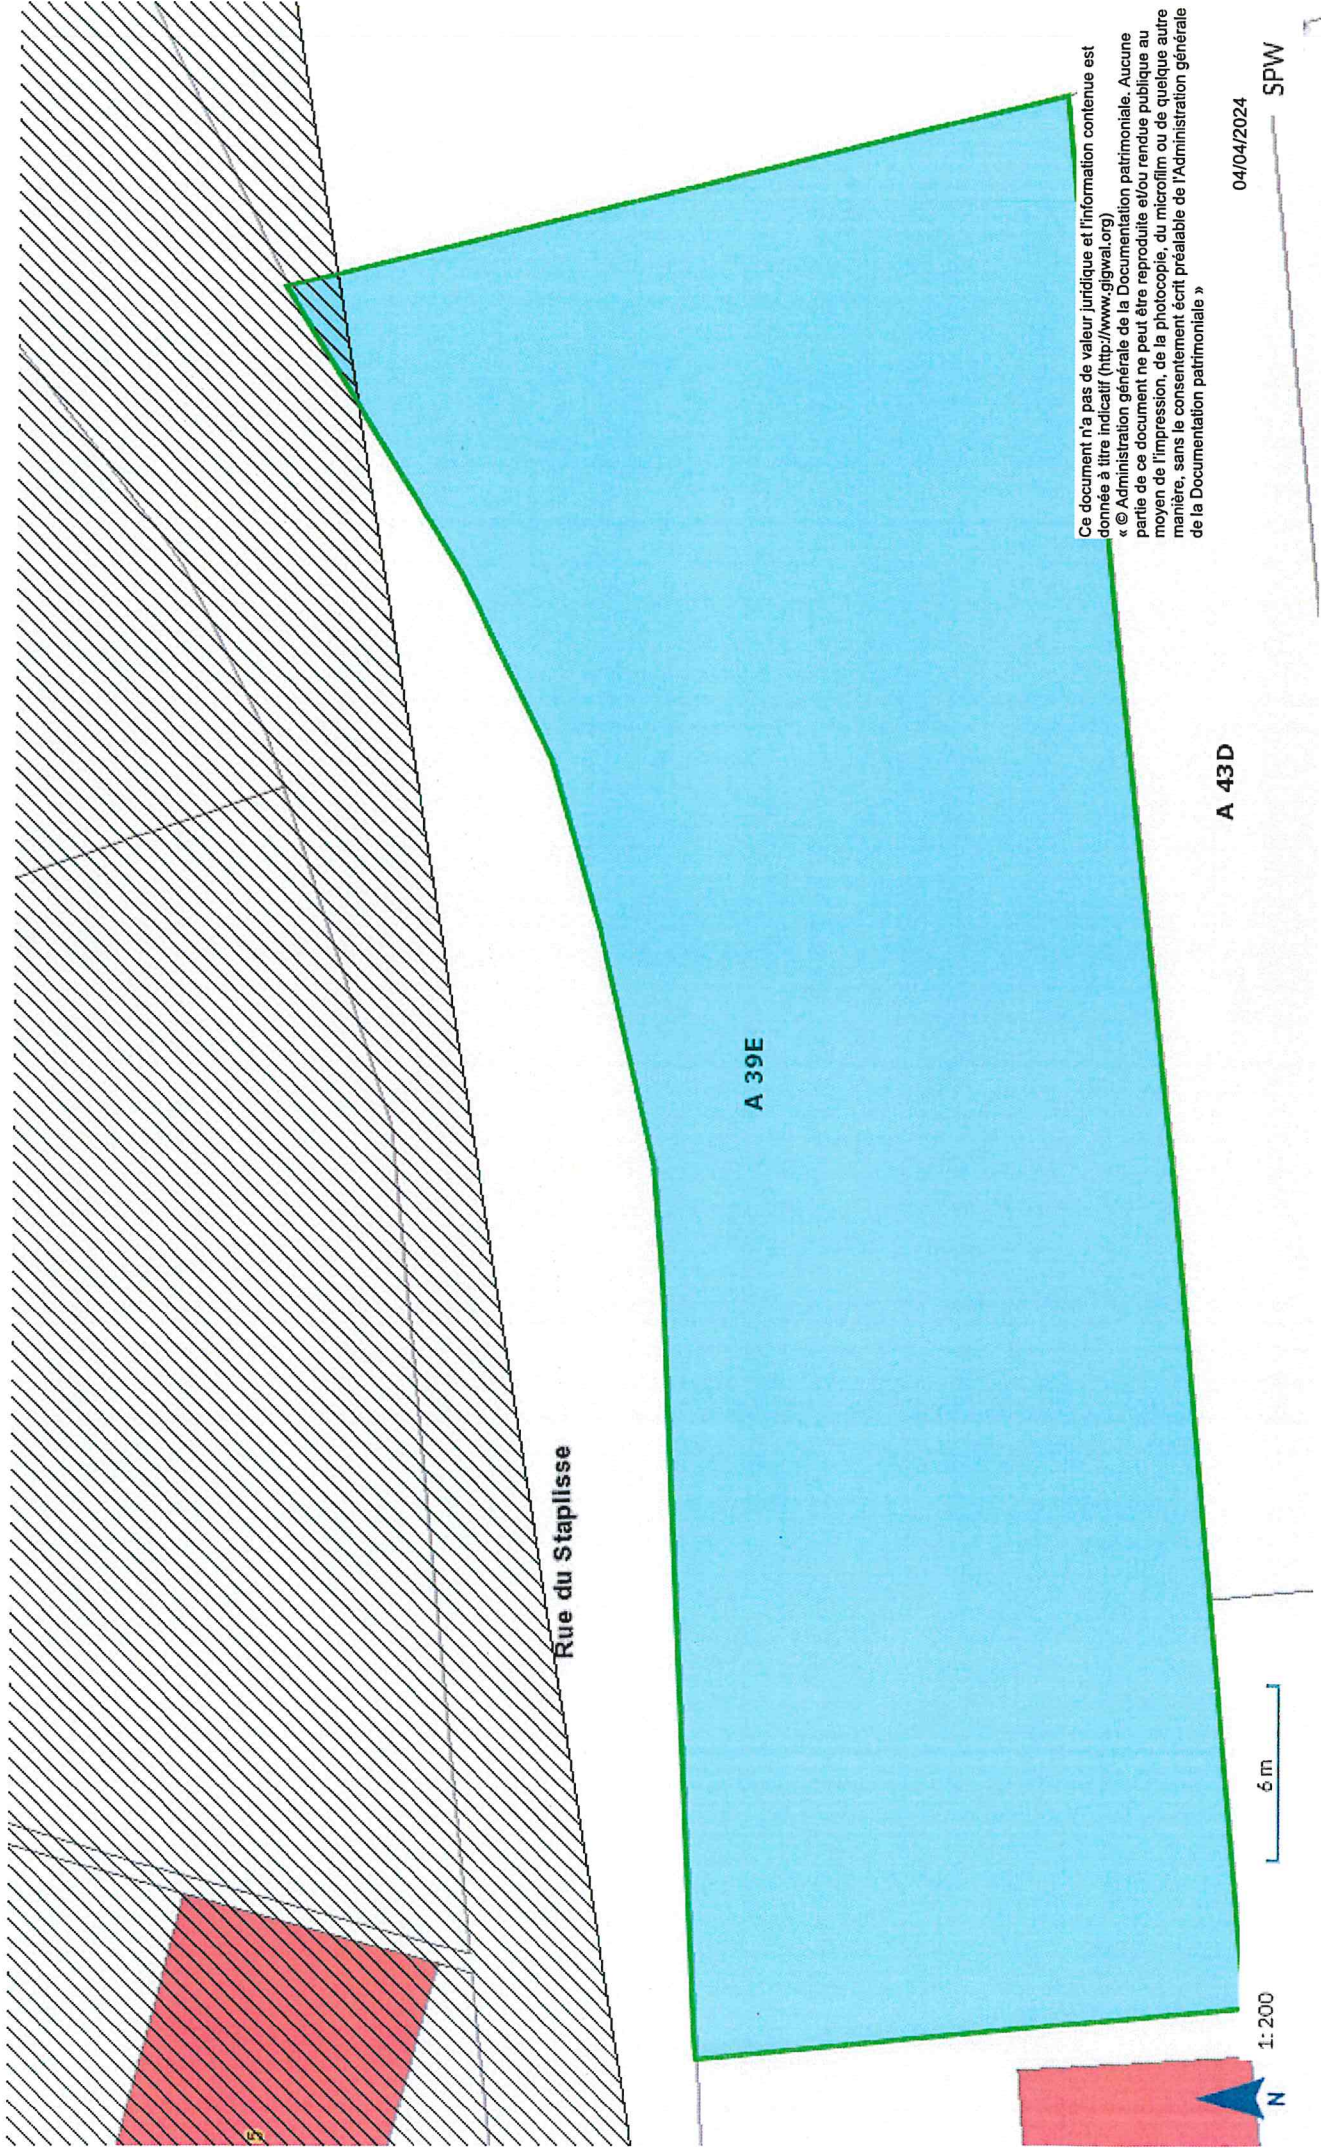 5
Rue du Staplisse
A 39E
A 43D
Ce document n'a pas de valeur juridique et l'information contenue est
donnée à titre indicatif (http://www.gigwal.org)
« © Administration générale de la Documentation patrimoniale. Aucune
partie de ce document ne peut être reproduite et/ou rendue publique au
moyen de l'impression, de la photocopie, du microfilm ou de quelque autre
manière, sans le consentement écrit préalable de l'Administration générale
de la Documentation patrimoniale »
04/04/2024
N
1: 200
6 m
SPW